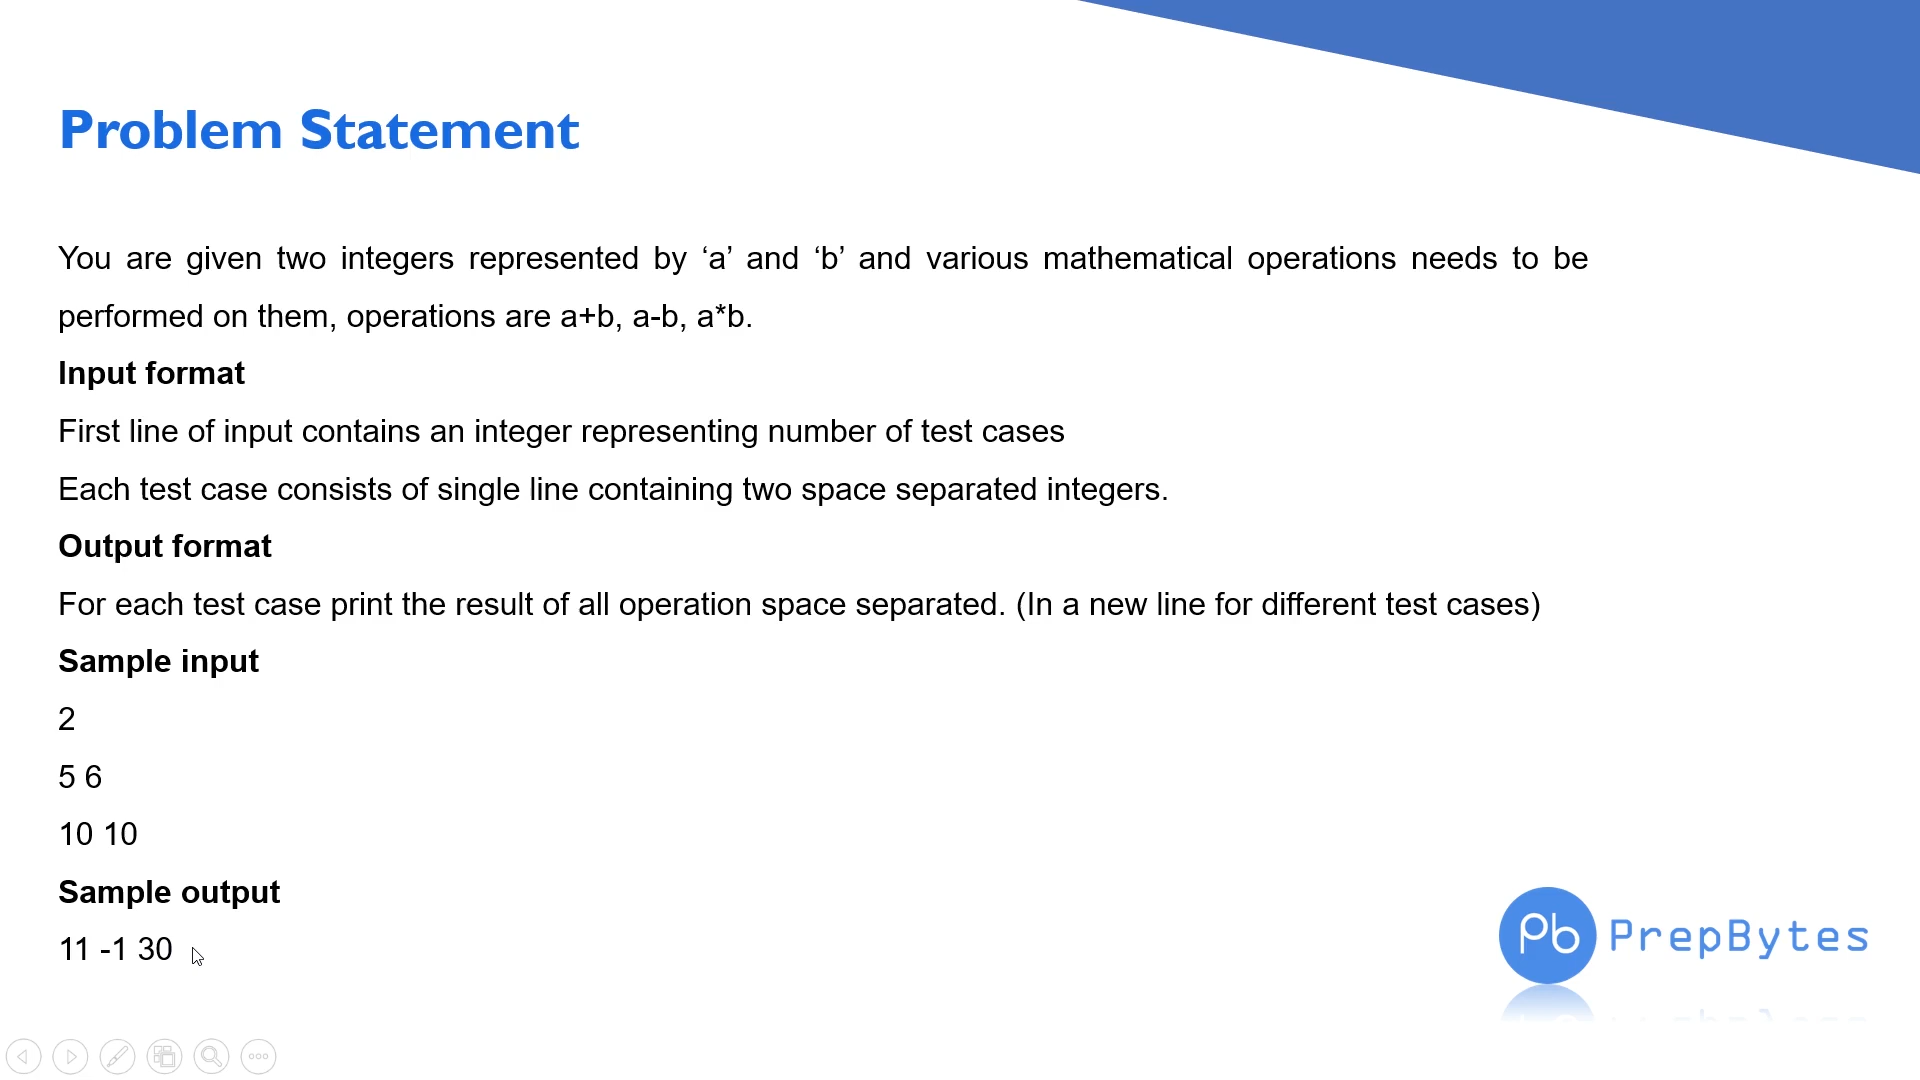 Problem Statement
You are given two integers represented by ‘a’ and ‘b’ and various mathematical operations needs to be
performed on them, operations are a+b, a-b, a*b.
Input format
First line of input contains an integer representing number of test cases
Each test case consists of single line containing two space separated integers.
Output format
For each test case print the result of all operation space separated. (In a new line for different test cases)
Sample input
2
5 6
10 10
Sample output
11 -1 30
Pb PrepBytes